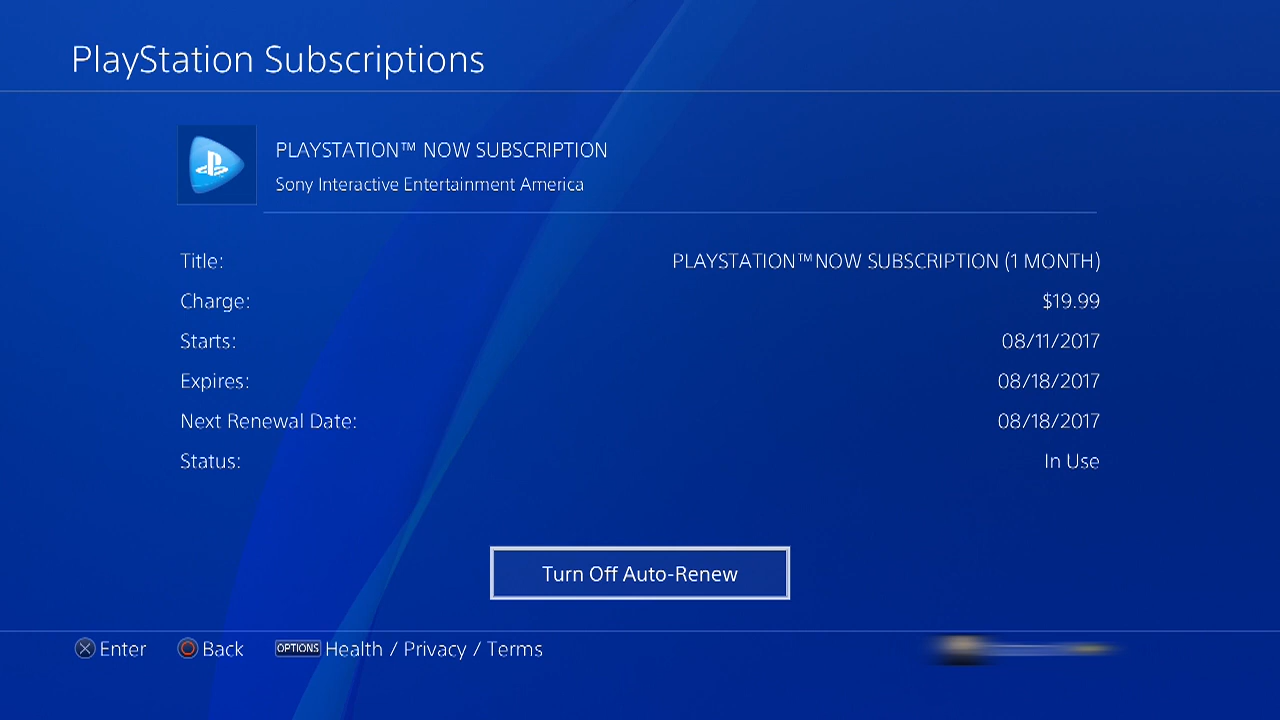 PlayStation Subscriptions
PLAYSTATION™ NOW SUBSCRIPTION
Sony Interactive Entertainment America
Title: PLAYSTATION™NOW SUBSCRIPTION (1 MONTH)
Charge: $19.99
Starts: 08/11/2017
Expires: 08/18/2017
Next Renewal Date: 08/18/2017
Status: In Use
Turn Off Auto-Renew
Enter Back OPTIONS Health / Privacy / Terms